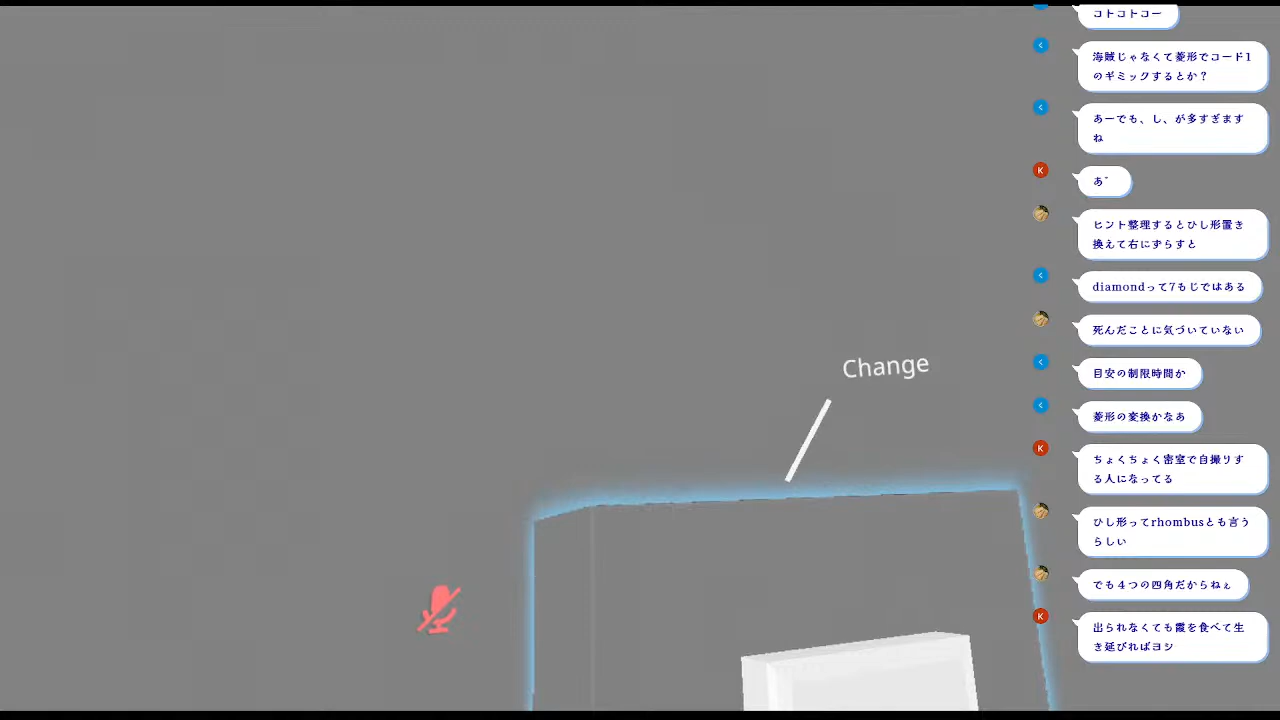 コトコトコー
海賊じゃなくて菱形でコード1
のギミックするとか？
あーでも、し、が多すぎます
ね
K
あ゛
ヒント整理するとひし形置き
換えて右にずらすと
diamondって7もじではある
死んだことに気づいていない
Change
目安の制限時間か
菱形の変換かなあ
K
ちょくちょく密室で自撮りす
る人になってる
ひし形ってrhombusとも言う
らしい
でも４つの四角だからねぇ
K
出られなくても霞を食べて生
き延びればヨシ